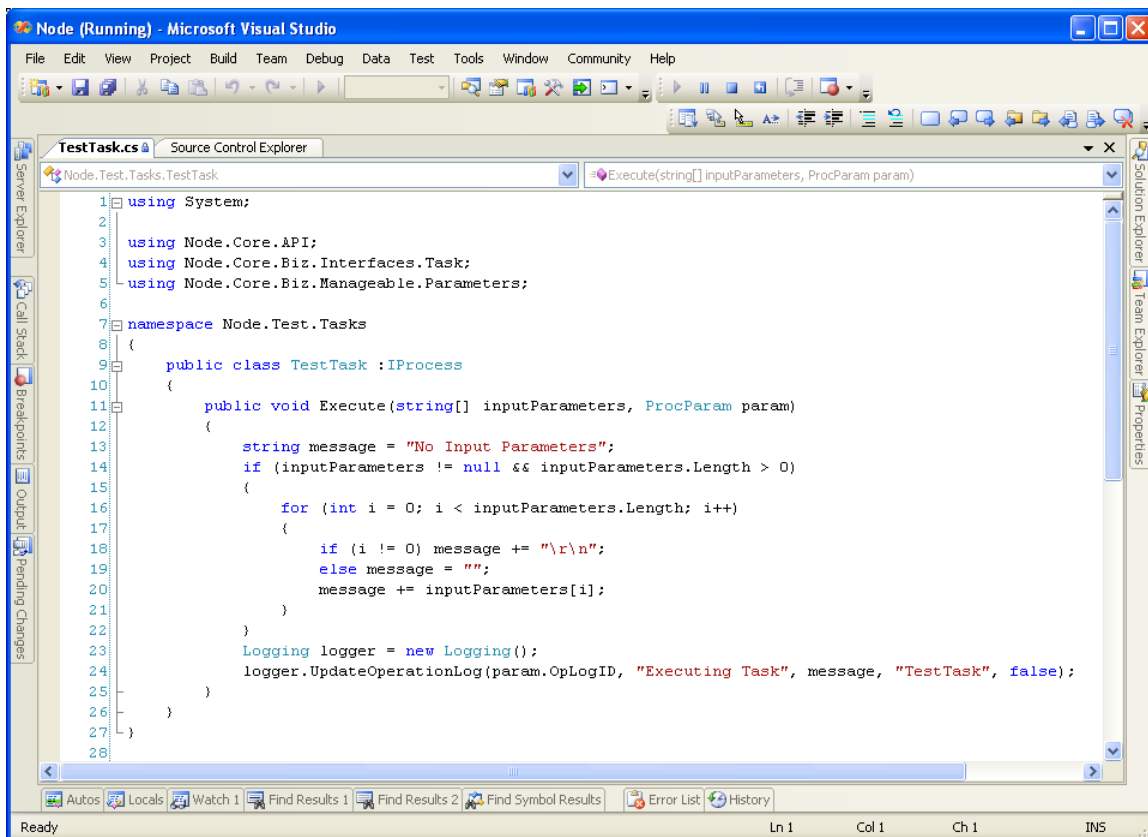 Node (Running) - Microsoft Visual Studio
File Edit View Project Build Team Debug Data Test Tools Window Community Help
TestTask.cs Source Control Explorer
Node.Test.Tasks.TestTask Execute(string[] inputParameters, ProcParam param)
1 using System;
2
3 using Node.Core.API;
4 using Node.Core.Biz.Interfaces.Task;
5 using Node.Core.Biz.Manageable.Parameters;
6
7 namespace Node.Test.Tasks
8 {
9 public class TestTask :IProcess
10 {
11 public void Execute(string[] inputParameters, ProcParam param)
12 {
13 string message = "No Input Parameters";
14 if (inputParameters != null && inputParameters.Length > 0)
15 {
16 for (int i = 0; i < inputParameters.Length; i++)
17 {
18 if (i != 0) message += "\r\n";
19 else message = "";
20 message += inputParameters[i];
21 }
22 }
23 Logging logger = new Logging();
24 logger.UpdateOperationLog(param.OpLogID, "Executing Task", message, "TestTask", false);
25 }
26 }
27 }
28
Server Explorer
Call Stack
Breakpoints
Output
Pending Changes
Solution Explorer
Team Explorer
Properties
Autos Locals Watch 1 Find Results 1 Find Results 2 Find Symbol Results Error List History
Ready Ln 1 Col 1 Ch 1 INS